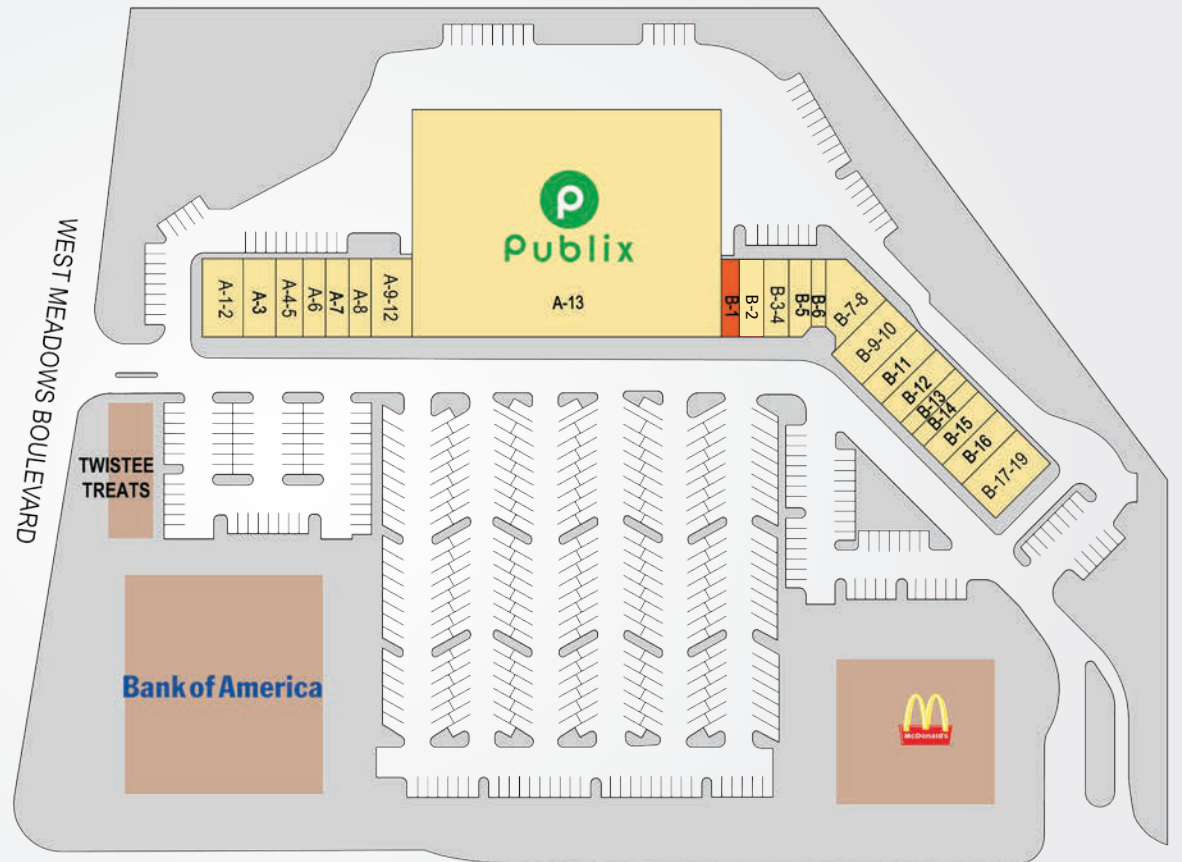 WEST MEADOWS BOULEVARD
p
Publix
A-1-2
A-3
A-4-5
A-6
A-7
A-8
A-9-12
A-13
B-1
B-2
B-3-4
B-5
B-6
B-7-8
B-9-10
B-11
B-12
B-13
B-14
B-15
B-16
B-17-19
TWISTEE
TREATS
Bank of America
McDonald's